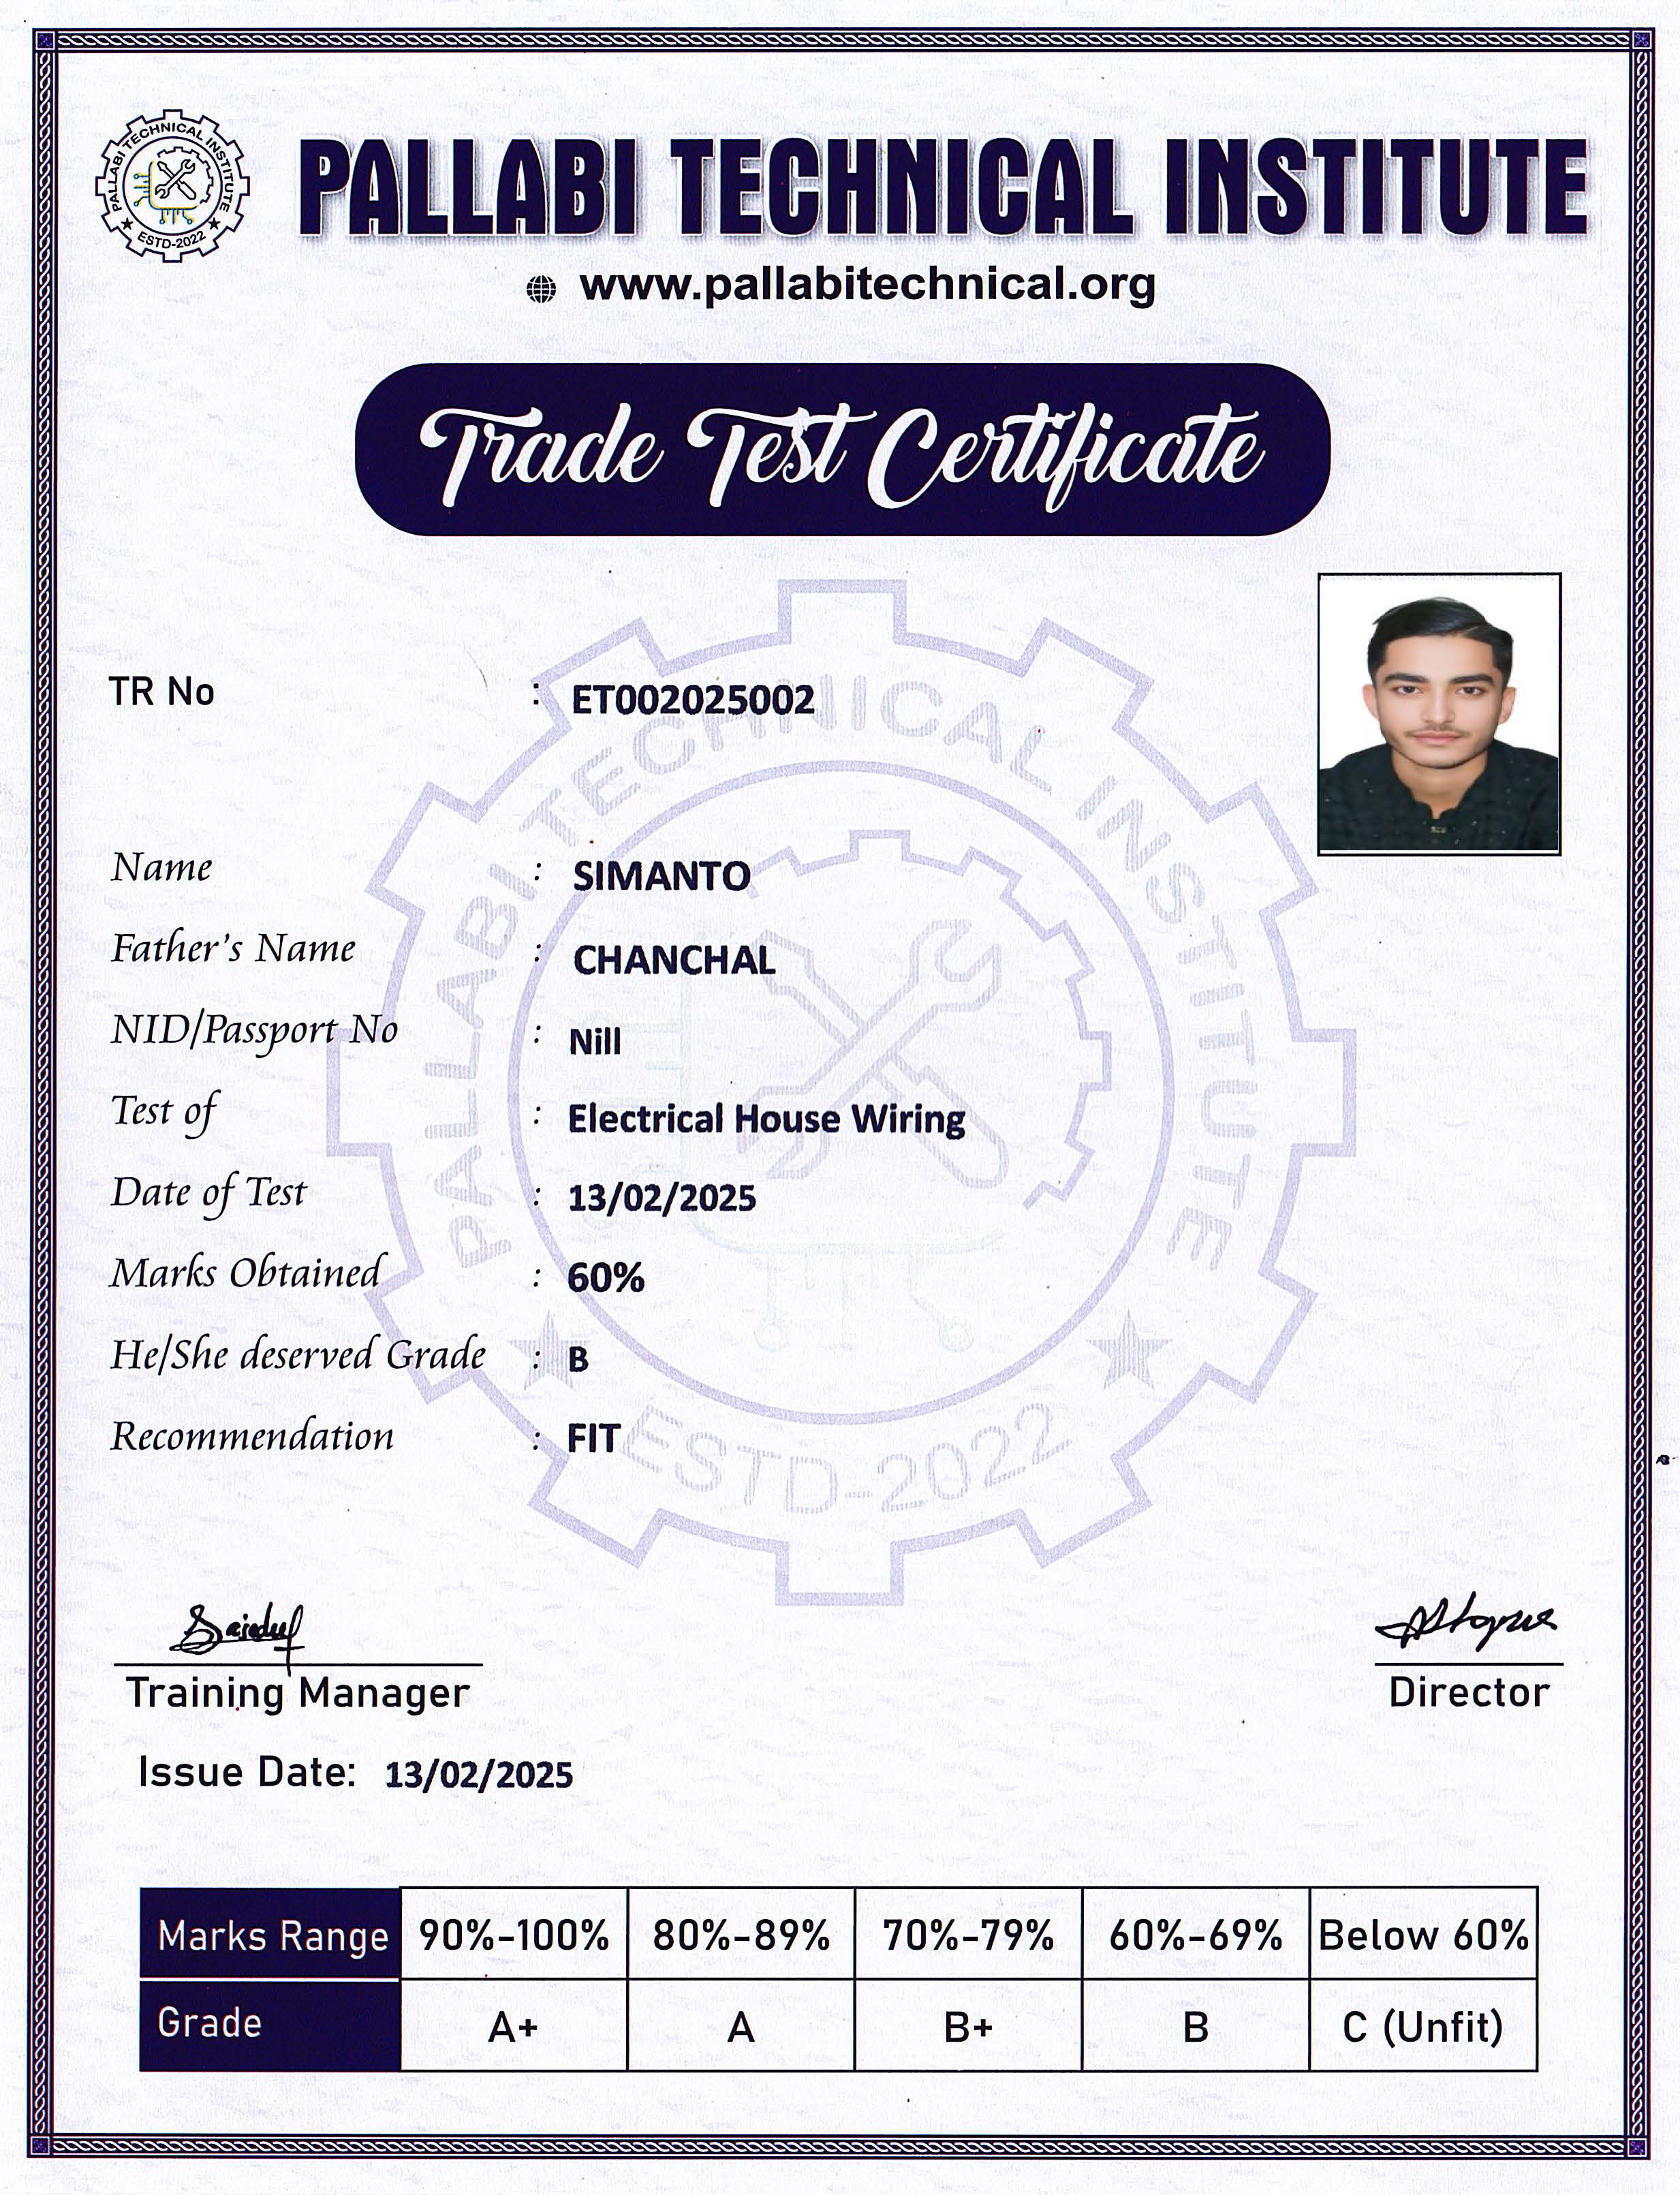 PALLABI TECHNICAL INSTITUTE
ESTD-2022
PALLABI TECHNICAL INSTITUTE
www.pallabitechnical.org
Trade Test Certificate
TR No : ET002025002
Name : SIMANTO
Father's Name : CHANCHAL
NID/Passport No : Nill
Test of : Electrical House Wiring
Date of Test : 13/02/2025
Marks Obtained : 60%
He/She deserved Grade : B
Recommendation : FIT
PALLABI TECHNICAL INSTITUTE
ESTD-2022
Training Manager
Director
Issue Date: 13/02/2025
Marks Range 90%-100% 80%-89% 70%-79% 60%-69% Below 60%
Grade A+ A B+ B C (Unfit)